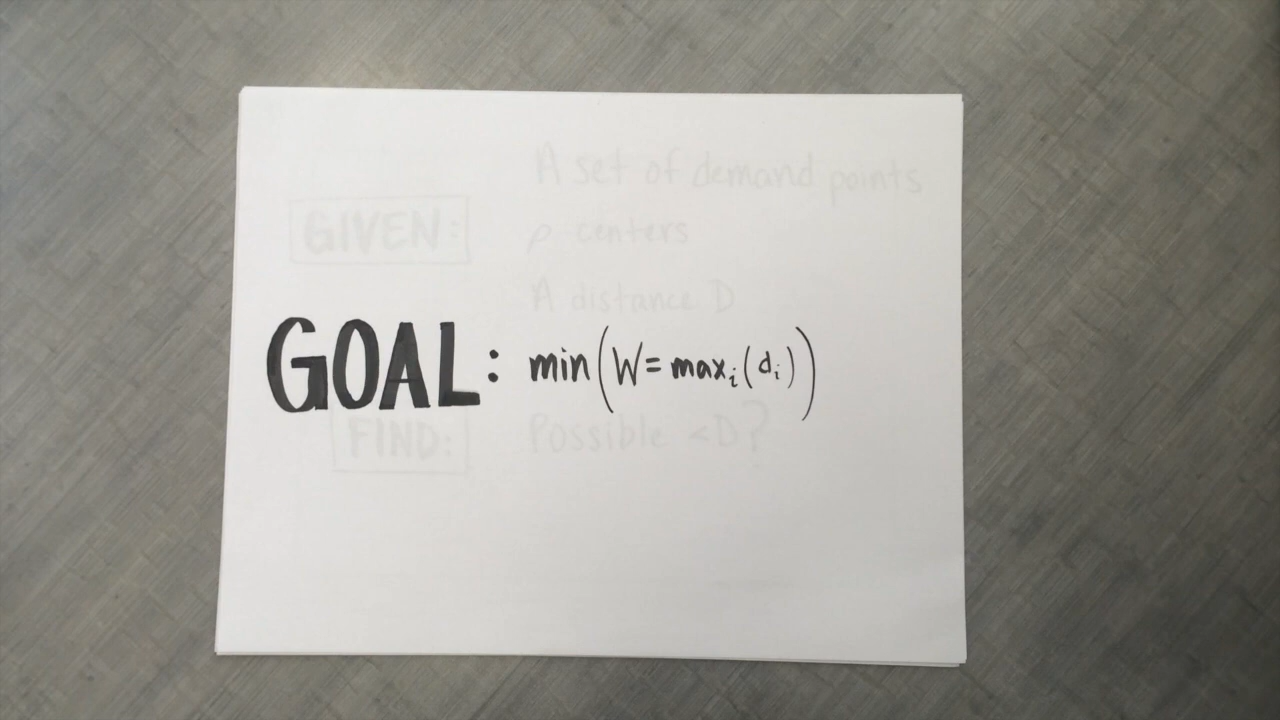 A set of demand points
GIVEN:
p centers
A distance D
GOAL: min(W=maxᵢ(dᵢ))
FIND: Possible <D?